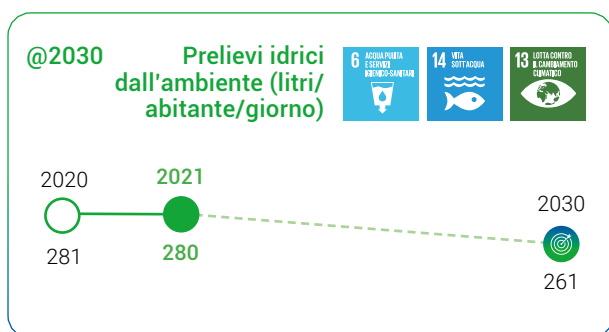 @2030
Prelievi idrici
dall'ambiente (litri/
abitante/giorno)
6 ACQUA PULITA
E SERVIZI
IGIENICO-SANITARI
14 VITA
SOTT'ACQUA
13 LOTTA CONTRO
IL CAMBIAMENTO
CLIMATICO
2020
2021
2030
281
280
261